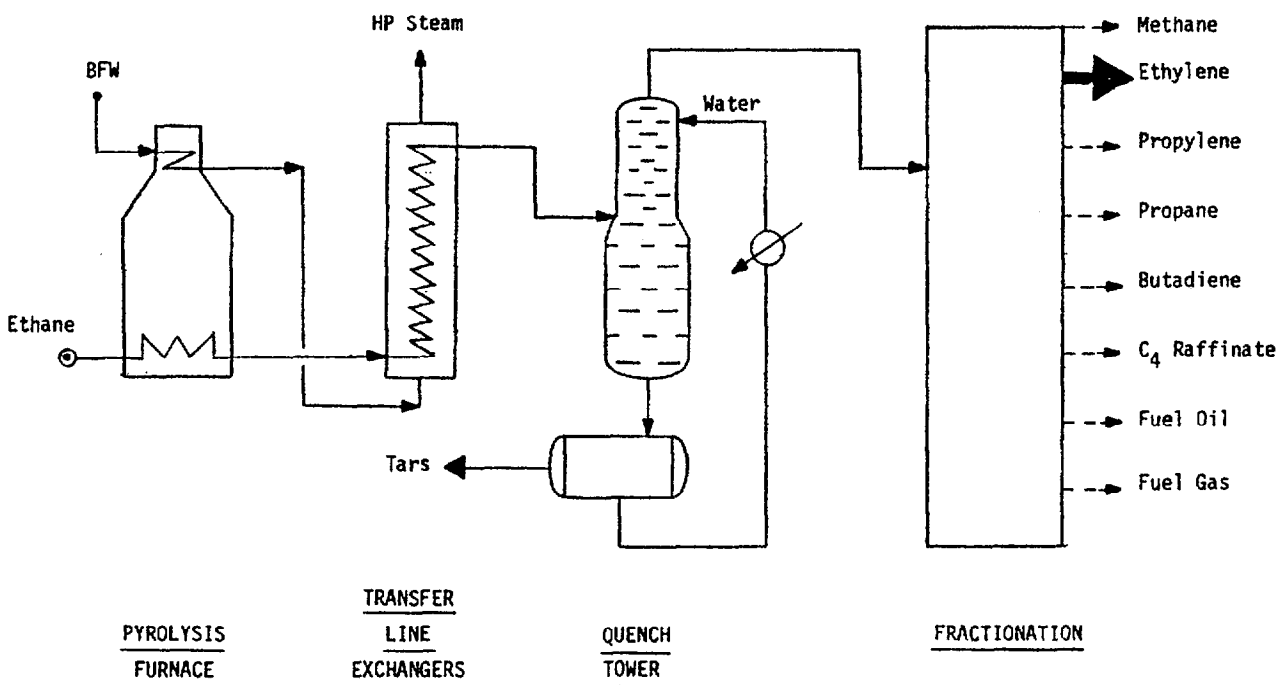 HP Steam
BFW
Ethane
Water
Tars
Methane
Ethylene
Propylene
Propane
Butadiene
C₄ Raffinate
Fuel Oil
Fuel Gas
PYROLYSIS
FURNACE
TRANSFER
LINE
EXCHANGERS
QUENCH
TOWER
FRACTIONATION